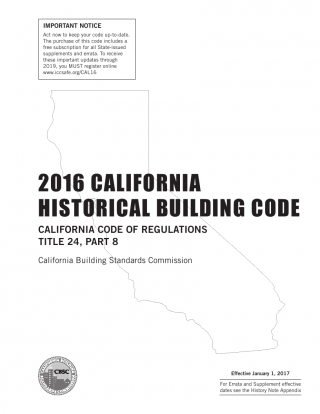 IMPORTANT NOTICE
Act now to keep your code up-to-date.
The purchase of this code includes a
free subscription for all State-issued
supplements and errata. To receive
these important updates through
2019, you MUST register online
www.iccsafe.org/CAL16
2016 CALIFORNIA
HISTORICAL BUILDING CODE
CALIFORNIA CODE OF REGULATIONS
TITLE 24, PART 8
California Building Standards Commission
CBSC
Effective January 1, 2017
For Errata and Supplement effective
dates see the History Note Appendix